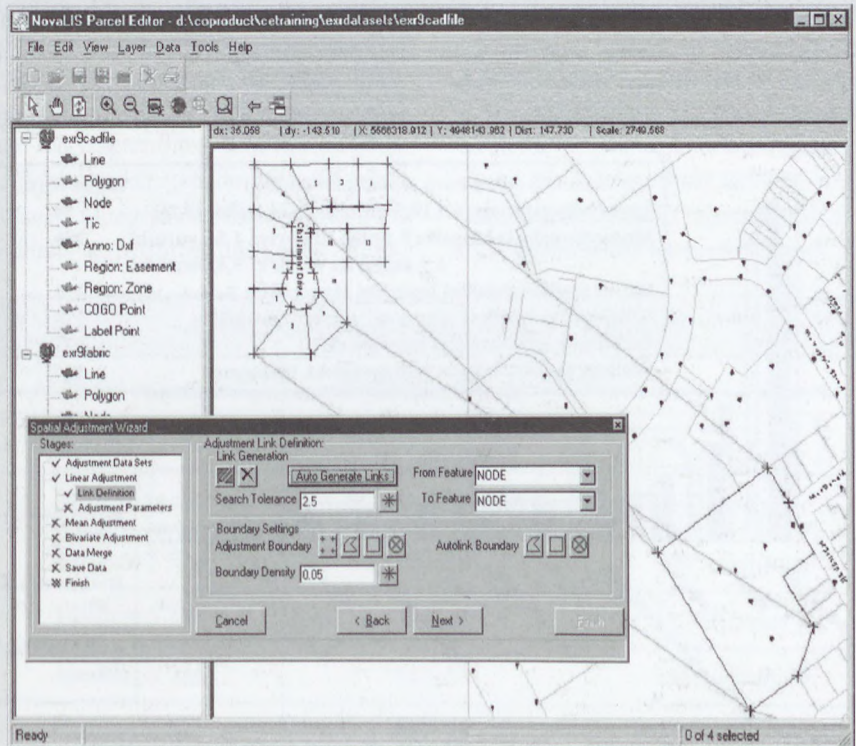 NovaLIS Parcel Editor - d:\coproduct\cetraining\exrdatasets\exr9cadfile
File Edit View Layer Data Tools Help
dx: 35.058 | dy: -143.510 | X: 5566318.912 | Y: 4948143.962 | Dist: 147.730 | Scale: 2749.568
exr9cadfile
Line
Polygon
Node
Tic
Anno: Dxf
Region: Easement
Region: Zone
COGO Point
Label Point
exr9fabric
Line
Polygon
Spatial Adjustment Wizard
Stages:
Adjustment Data Sets
Linear Adjustment
Link Definition
Adjustment Parameters
Mean Adjustment
Bivariate Adjustment
Data Merge
Save Data
Finish
Adjustment Link Definition:
Link Generation
Auto Generate Links
From Feature NODE
Search Tolerance 2.5
To Feature NODE
Boundary Settings
Adjustment Boundary
Autolink Boundary
Boundary Density 0.05
Cancel
< Back
Next >
Finish
Ready
0 of 4 selected